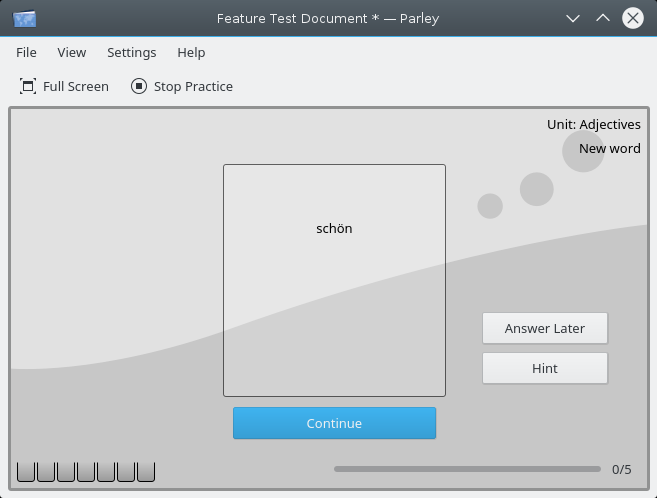 Feature Test Document * — Parley
File View Settings Help
Full Screen Stop Practice
Unit: Adjectives
New word
schön
Answer Later
Hint
Continue
0/5